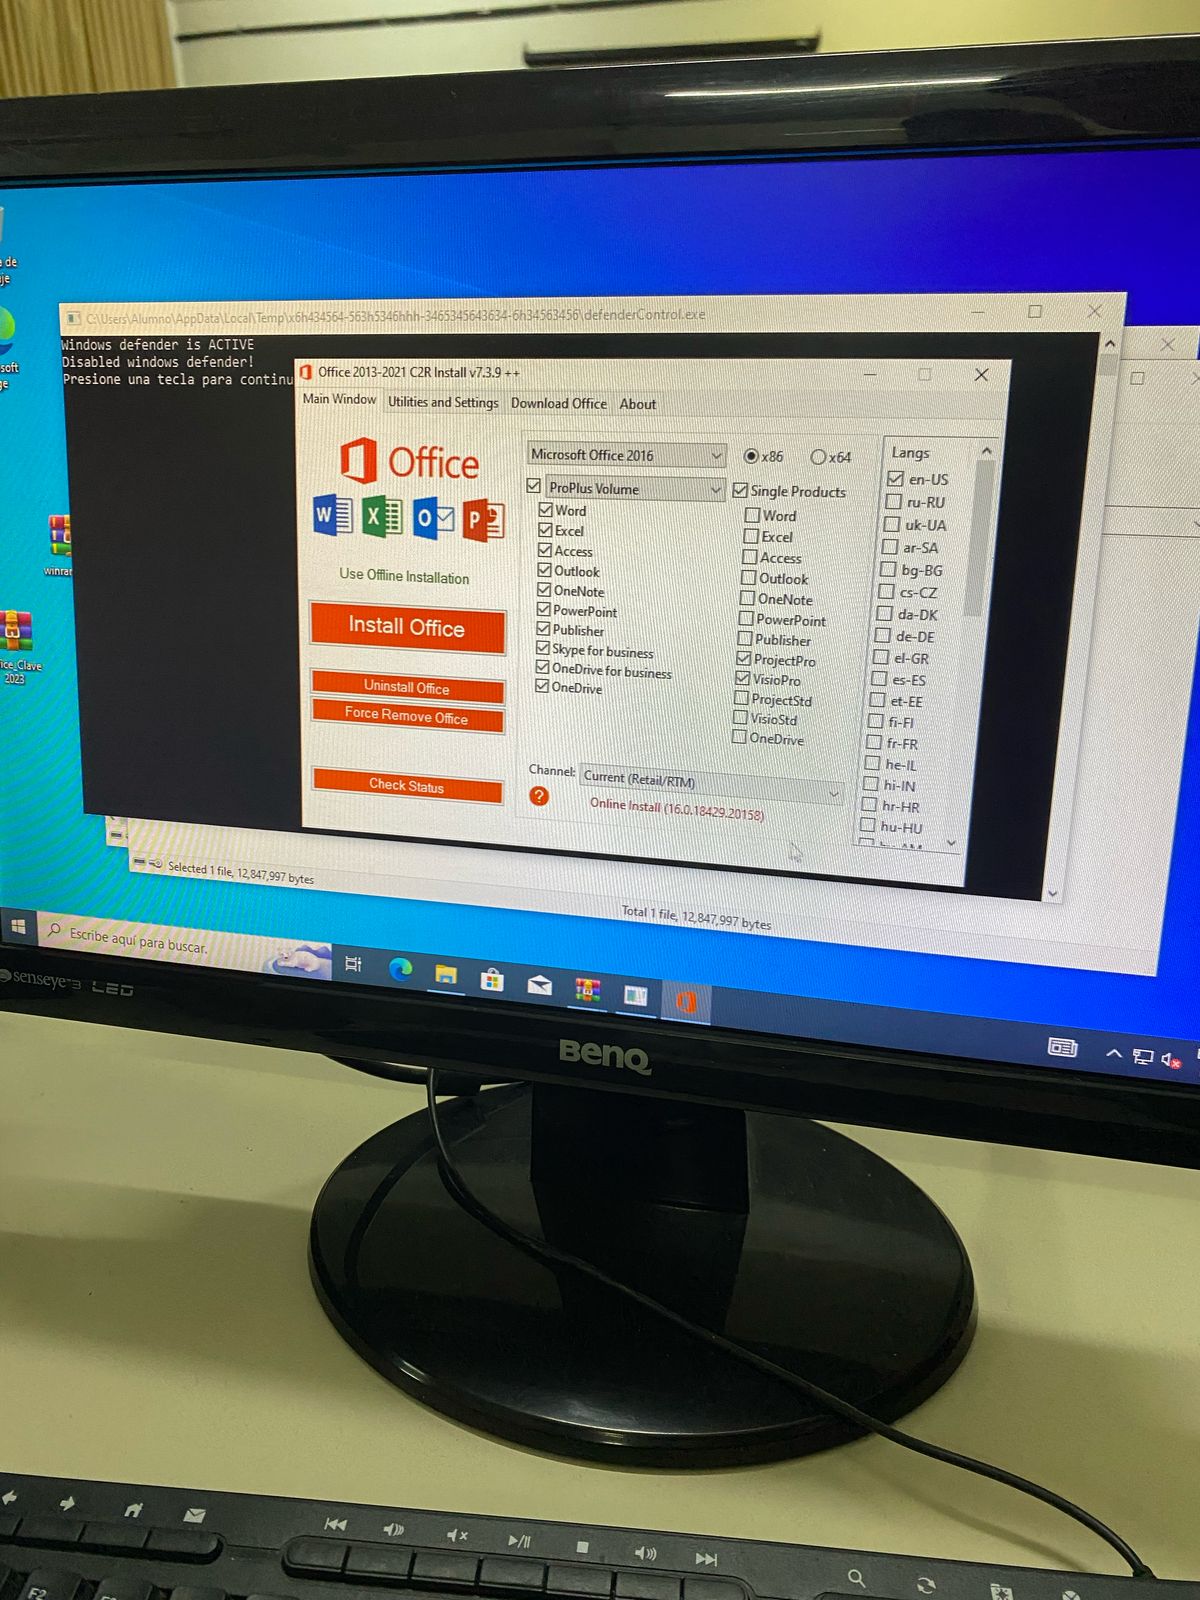 C:\Users\Alumno\AppData\Local\Temp\x6h434564-563h5346hhh-3465345643634-6h34563456\defenderControl.exe
Windows defender is ACTIVE
Disabled windows defender!
Presione una tecla para continu
Office 2013-2021 C2R Install v7.3.9 ++
Main Window
Utilities and Settings
Download Office
About
Office
W
X
O
P
Use Offline Installation
Install Office
Uninstall Office
Force Remove Office
Check Status
Microsoft Office 2016
x86
x64
ProPlus Volume
Word
Excel
Access
Outlook
OneNote
PowerPoint
Publisher
Skype for business
OneDrive for business
OneDrive
Single Products
Word
Excel
Access
Outlook
OneNote
PowerPoint
Publisher
ProjectPro
VisioPro
ProjectStd
VisioStd
OneDrive
Channel:
Current (Retail/RTM)
?
Online Install (16.0.18429.20158)
Langs
en-US
ru-RU
uk-UA
ar-SA
bg-BG
cs-CZ
da-DK
de-DE
el-GR
es-ES
et-EE
fi-FI
fr-FR
he-IL
hi-IN
hr-HR
hu-HU
Selected 1 file, 12,847,997 bytes
Total 1 file, 12,847,997 bytes
a de
je
soft
ge
winrar
ice_Clave
2023
Escribe aquí para buscar.
senseye 3 LED
BenQ
F2